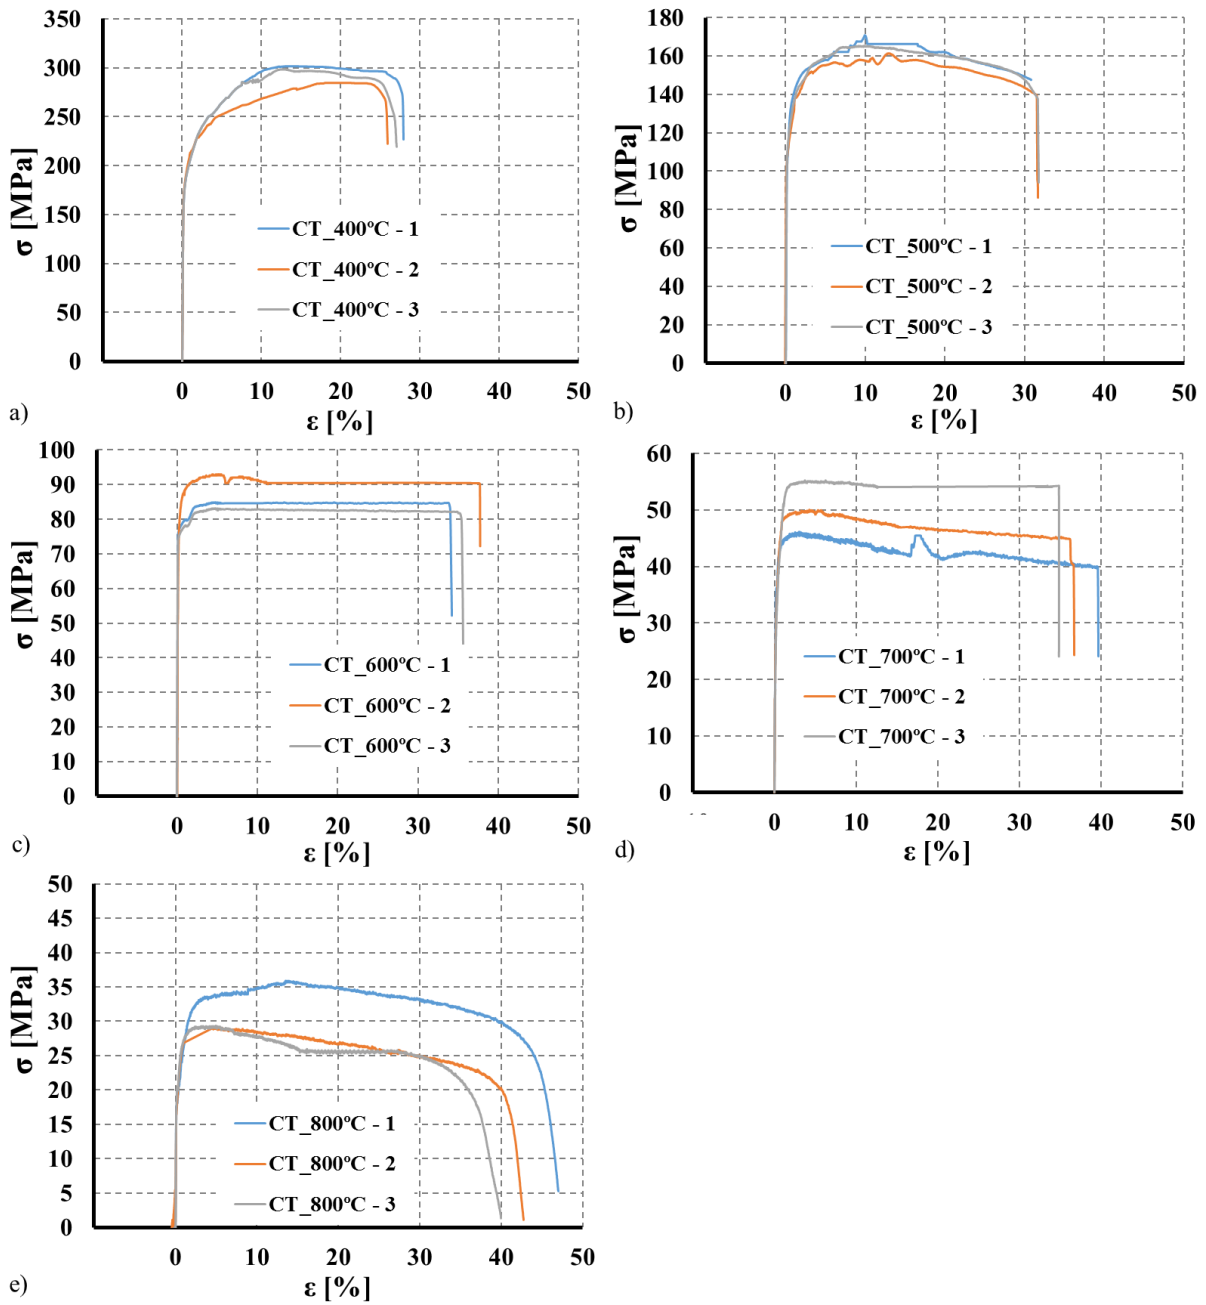 σ [MPa]
350
300
250
200
150
100
50
0
CT_400ºC - 1
CT_400ºC - 2
CT_400ºC - 3
0 10 20 30 40 50
a)
ε [%]
σ [MPa]
180
160
140
120
100
80
60
40
20
0
CT_500ºC - 1
CT_500ºC - 2
CT_500ºC - 3
0 10 20 30 40 50
b)
ε [%]
σ [MPa]
100
90
80
70
60
50
40
30
20
10
0
CT_600ºC - 1
CT_600ºC - 2
CT_600ºC - 3
0 10 20 30 40 50
c)
ε [%]
σ [MPa]
60
50
40
30
20
10
0
CT_700ºC - 1
CT_700ºC - 2
CT_700ºC - 3
0 10 20 30 40 50
d)
ε [%]
σ [MPa]
50
45
40
35
30
25
20
15
10
5
0
CT_800ºC - 1
CT_800ºC - 2
CT_800ºC - 3
0 10 20 30 40 50
e)
ε [%]